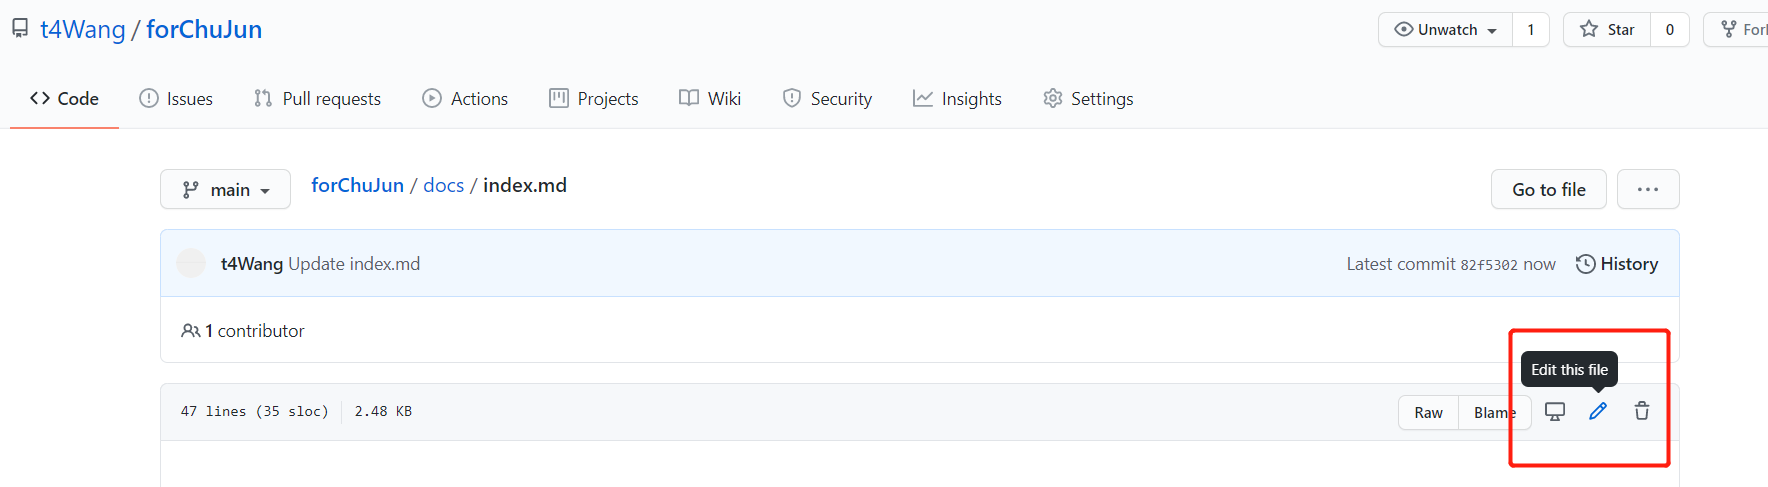 t4Wang / forChuJun
Unwatch 1 Star 0 Fork
Code Issues Pull requests Actions Projects Wiki Security Insights Settings
main forChuJun / docs / index.md Go to file ...
t4Wang Update index.md Latest commit 82f5302 now History
1 contributor
Edit this file
47 lines (35 sloc) 2.48 KB Raw Blame